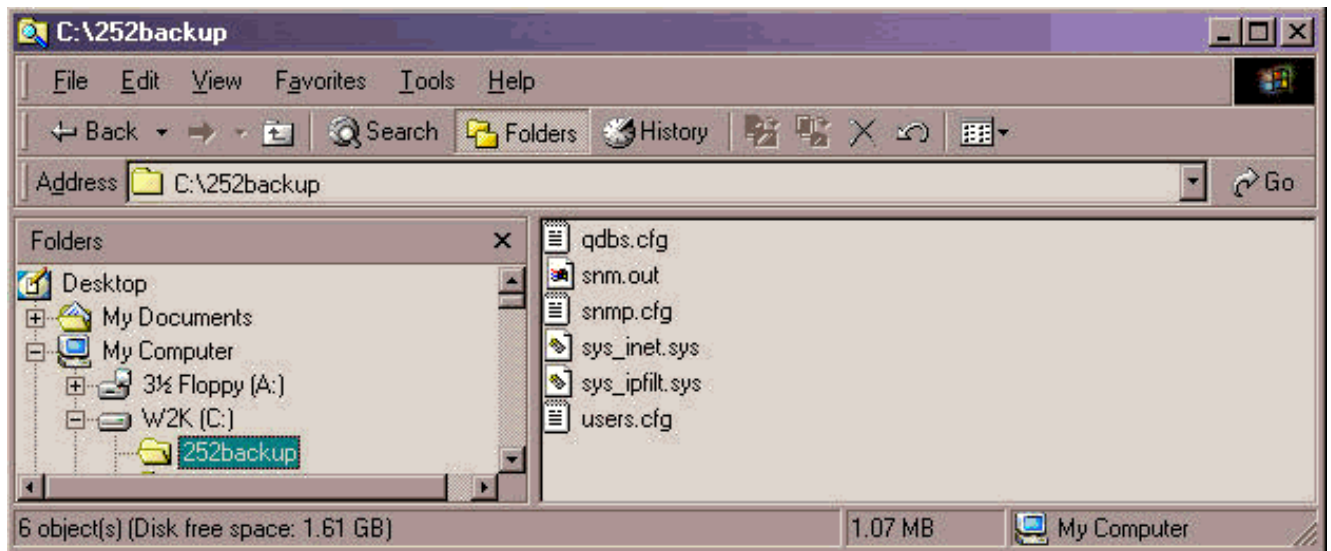 C:\252backup
File Edit View Favorites Tools Help
Back Search Folders History
Address C:\252backup Go
Folders
Desktop
My Documents
My Computer
3½ Floppy (A:)
W2K (C:)
252backup
qdbs.cfg
snm.out
snmp.cfg
sys_inet.sys
sys_ipfilt.sys
users.cfg
6 object(s) (Disk free space: 1.61 GB) 1.07 MB My Computer